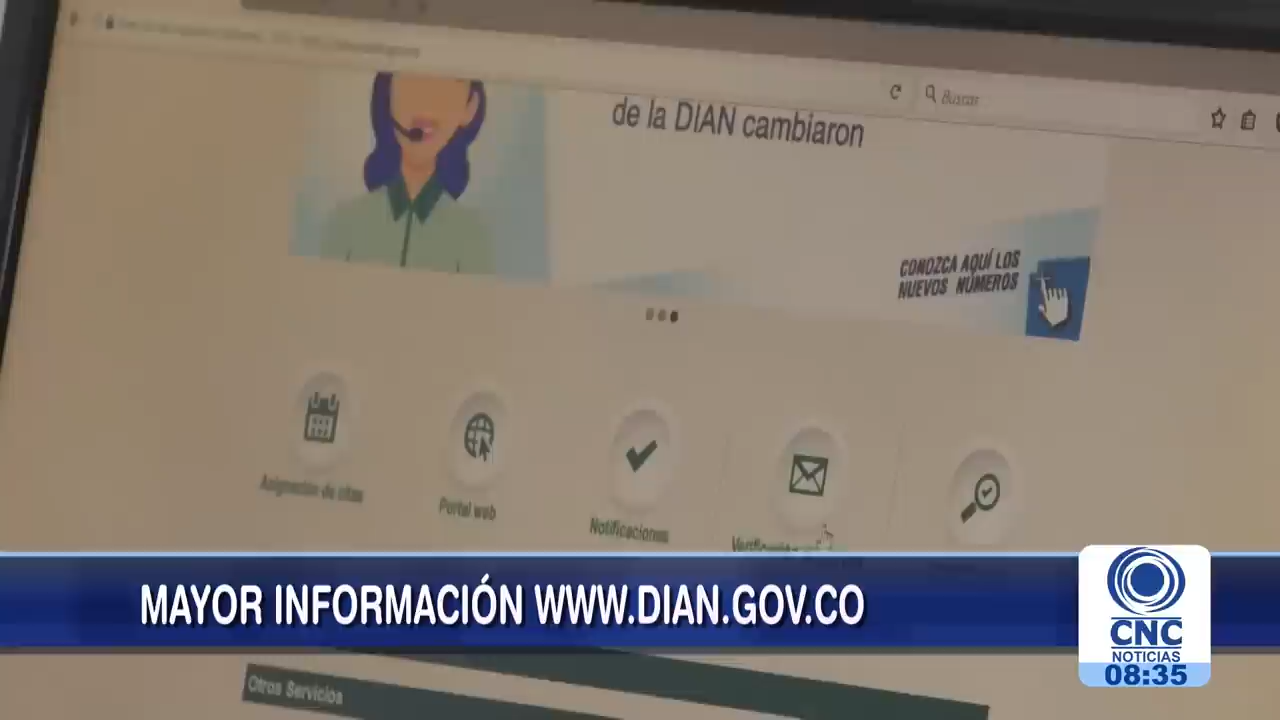 Buscar
de la DIAN cambiaron
CONOZCA AQUÍ LOS
NUEVOS NÚMEROS
Asignación de citas
Portal web
Notificaciones
MAYOR INFORMACIÓN WWW.DIAN.GOV.CO
CNC
NOTICIAS
08:35
Otros Servicios